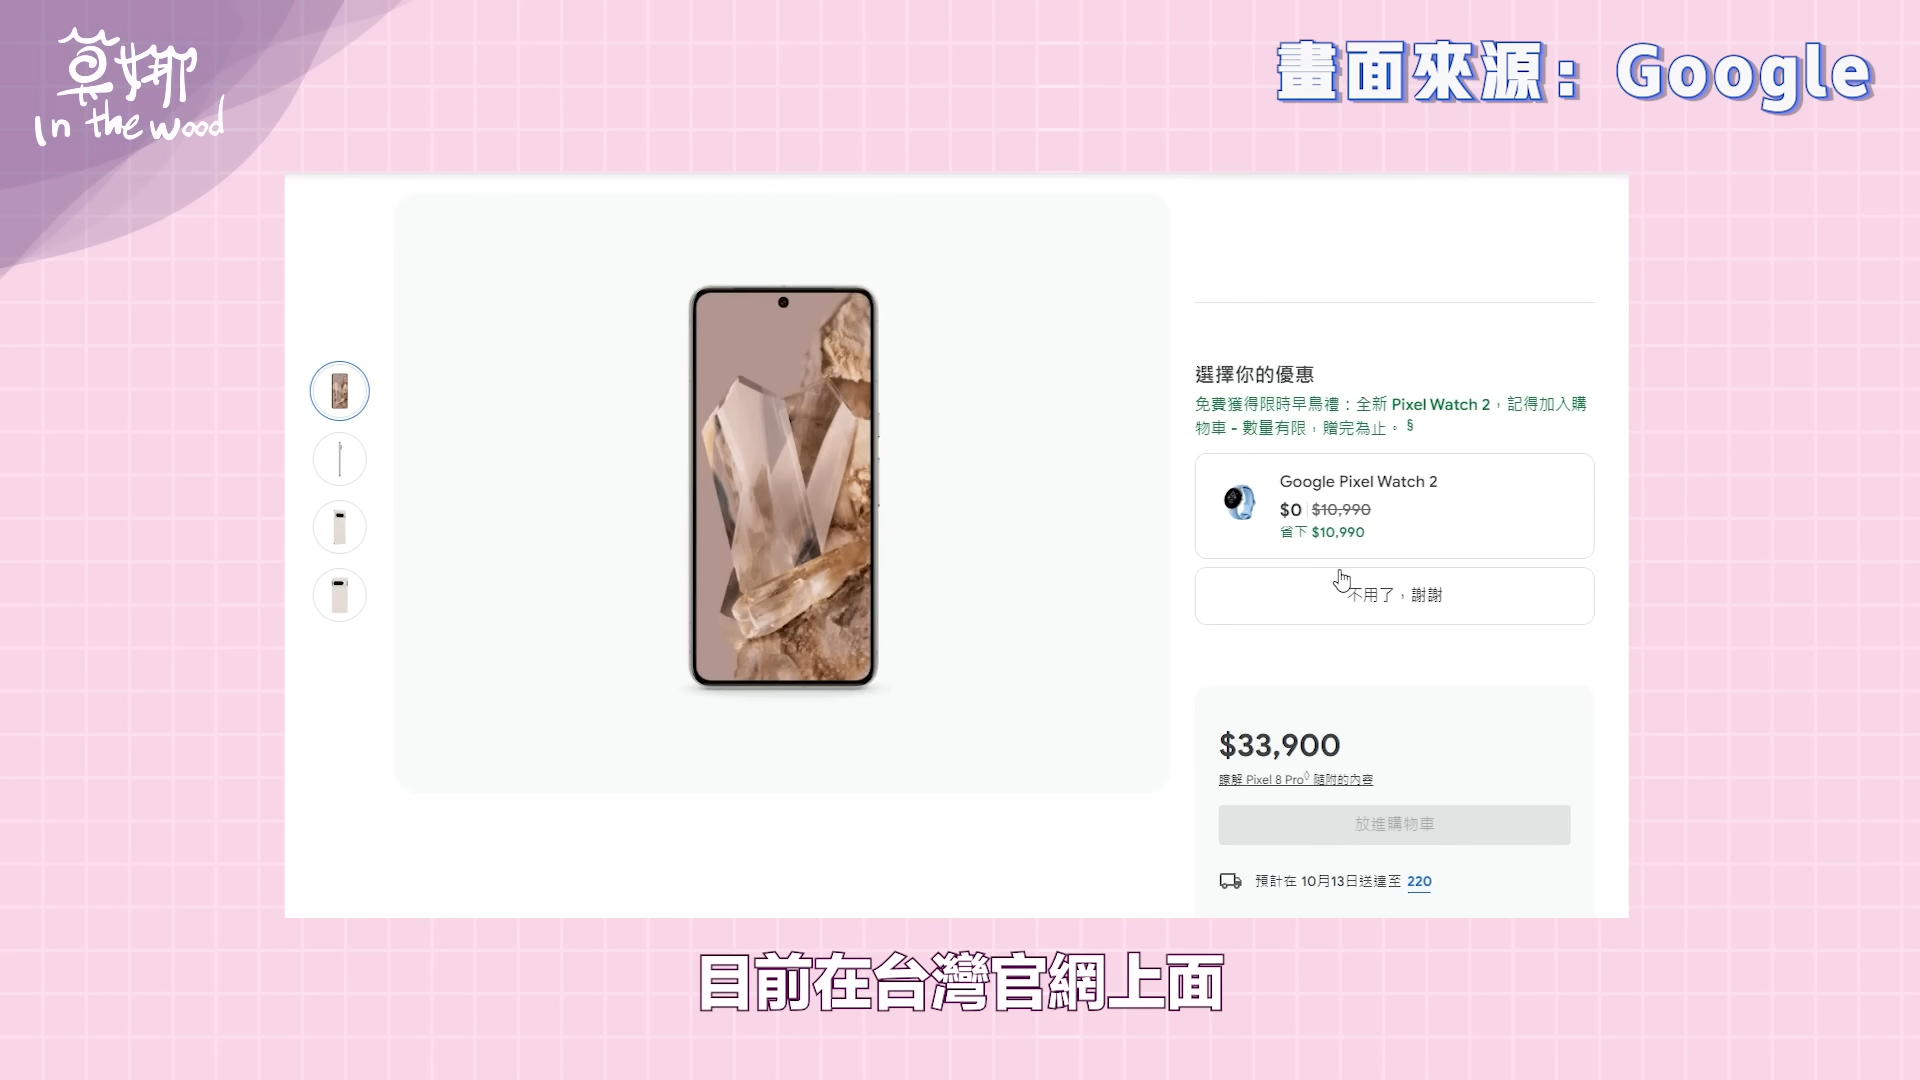 莫娜
In the wood
畫面來源：Google
選擇你的優惠
免費獲得限時早鳥禮：全新 Pixel Watch 2，記得加入購
物車 - 數量有限，贈完為止。§
Google Pixel Watch 2
$0 $10,990
省下 $10,990
不用了，謝謝
$33,900
瞭解 Pixel 8 Pro◊ 隨附的內容
放進購物車
預計在 10月13日送達至 220
目前在台灣官網上面